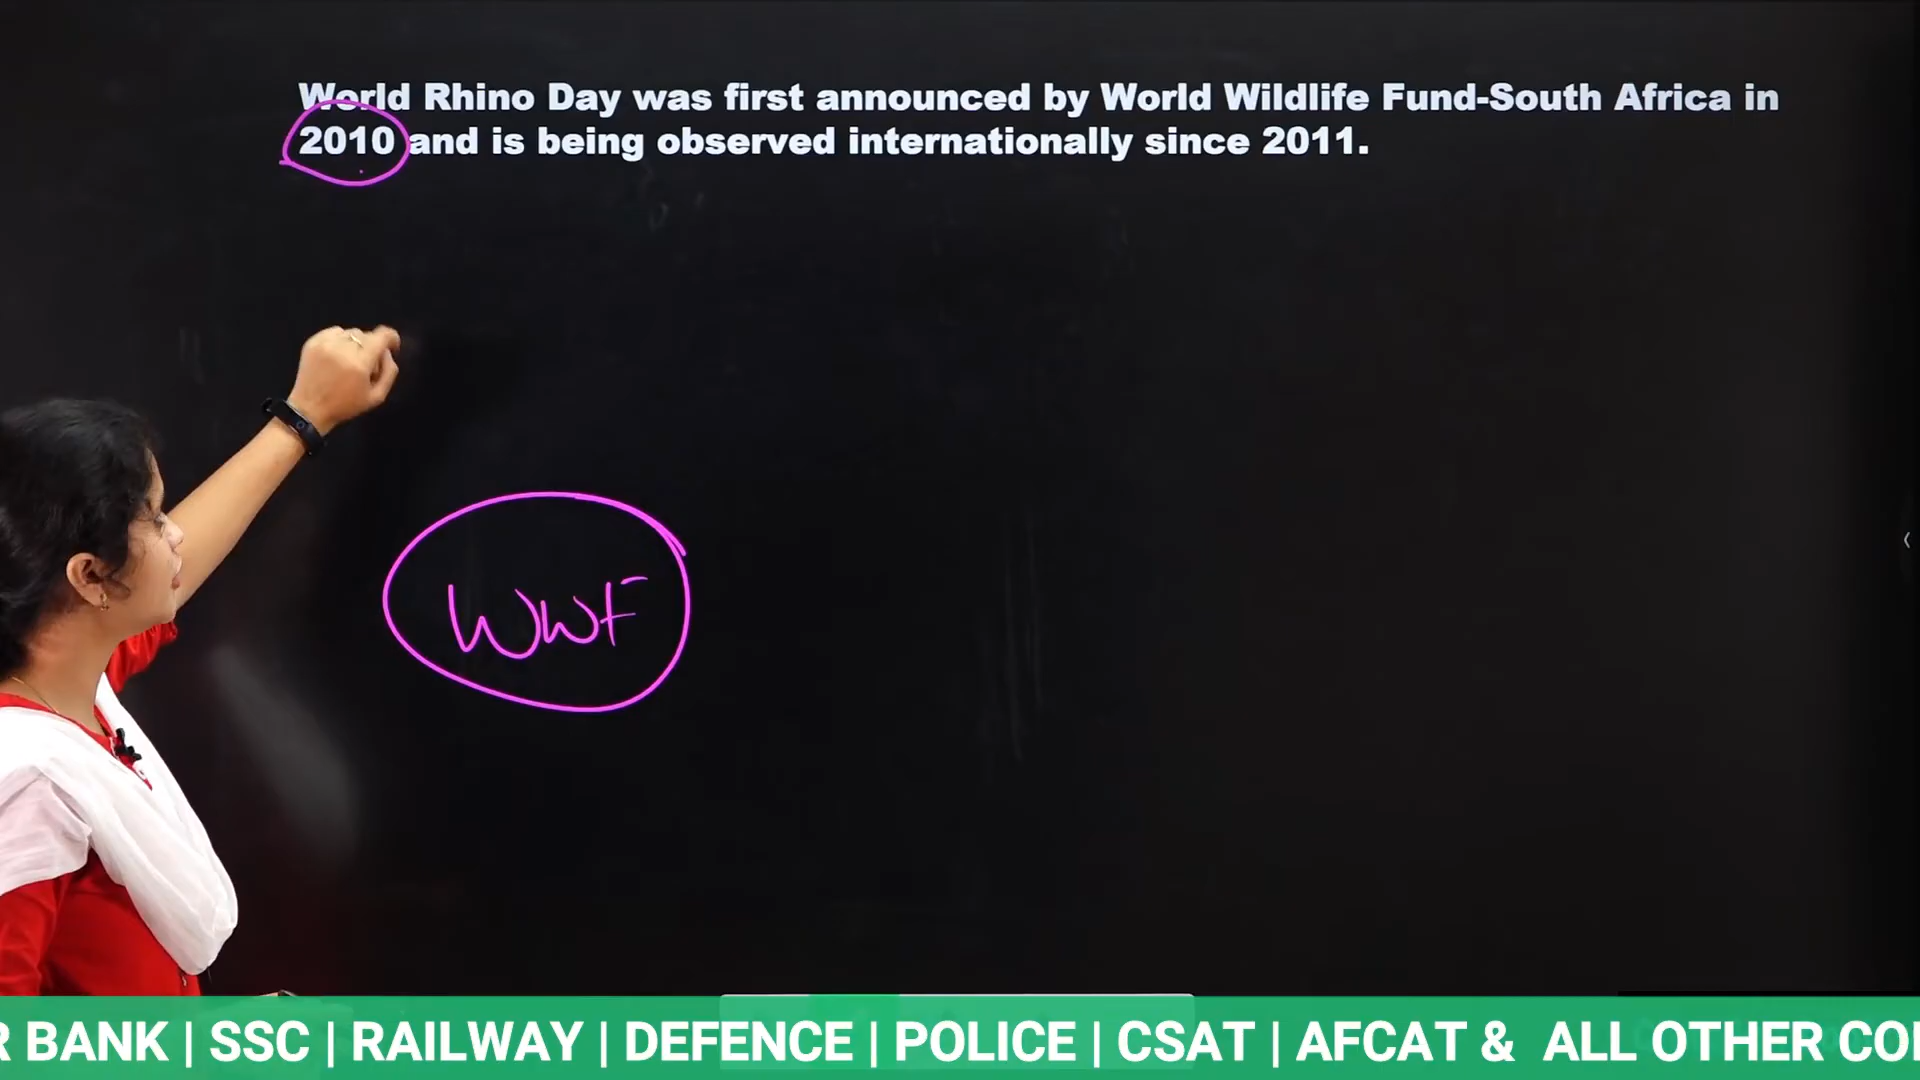 World Rhino Day was first announced by World Wildlife Fund-South Africa in
2010 and is being observed internationally since 2011.
WWF
R BANK | SSC | RAILWAY | DEFENCE | POLICE | CSAT | AFCAT & ALL OTHER CO